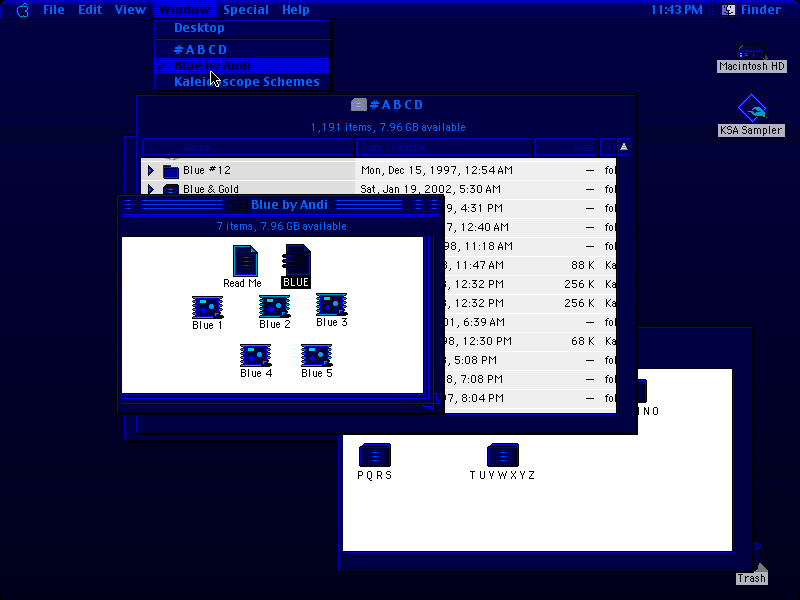 File Edit View Window Special Help 11:43 PM Finder
Desktop
#ABCD
Blue by Andi
Kaleidoscope Schemes
Macintosh HD
KSA Sampler
#ABCD
1,191 items, 7.96 GB available
Name Date Modified Size
Blue #12 Mon, Dec 15, 1997, 12:54 AM — fol
Blue & Gold Sat, Jan 19, 2002, 5:30 AM — fol
9, 4:31 PM — fol
7, 12:40 AM — fol
98, 11:18 AM — fol
, 11:47 AM 88 K Ka
, 12:32 PM 256 K Ka
, 12:32 PM 256 K Ka
01, 6:39 AM — fol
98, 12:30 PM 68 K Ka
, 5:08 PM — fol
8, 7:08 PM — fol
97, 8:04 PM — fol
Blue by Andi
7 items, 7.96 GB available
Read Me
BLUE
Blue 1
Blue 2
Blue 3
Blue 4
Blue 5
NO
PQRS
TUVWXYZ
Trash